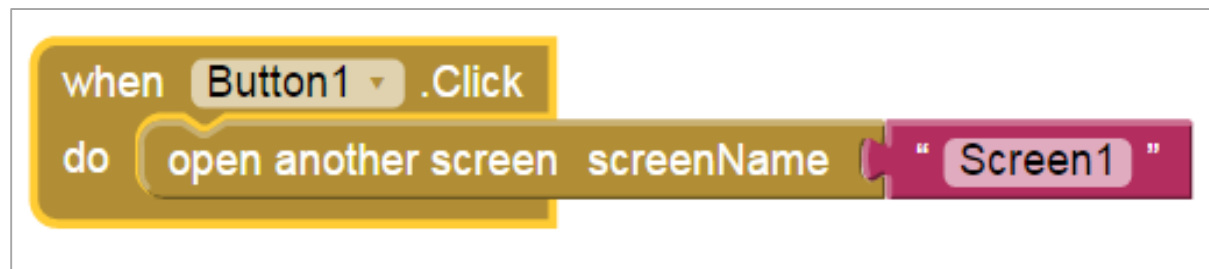 when Button1 .Click
do open another screen screenName " Screen1 "